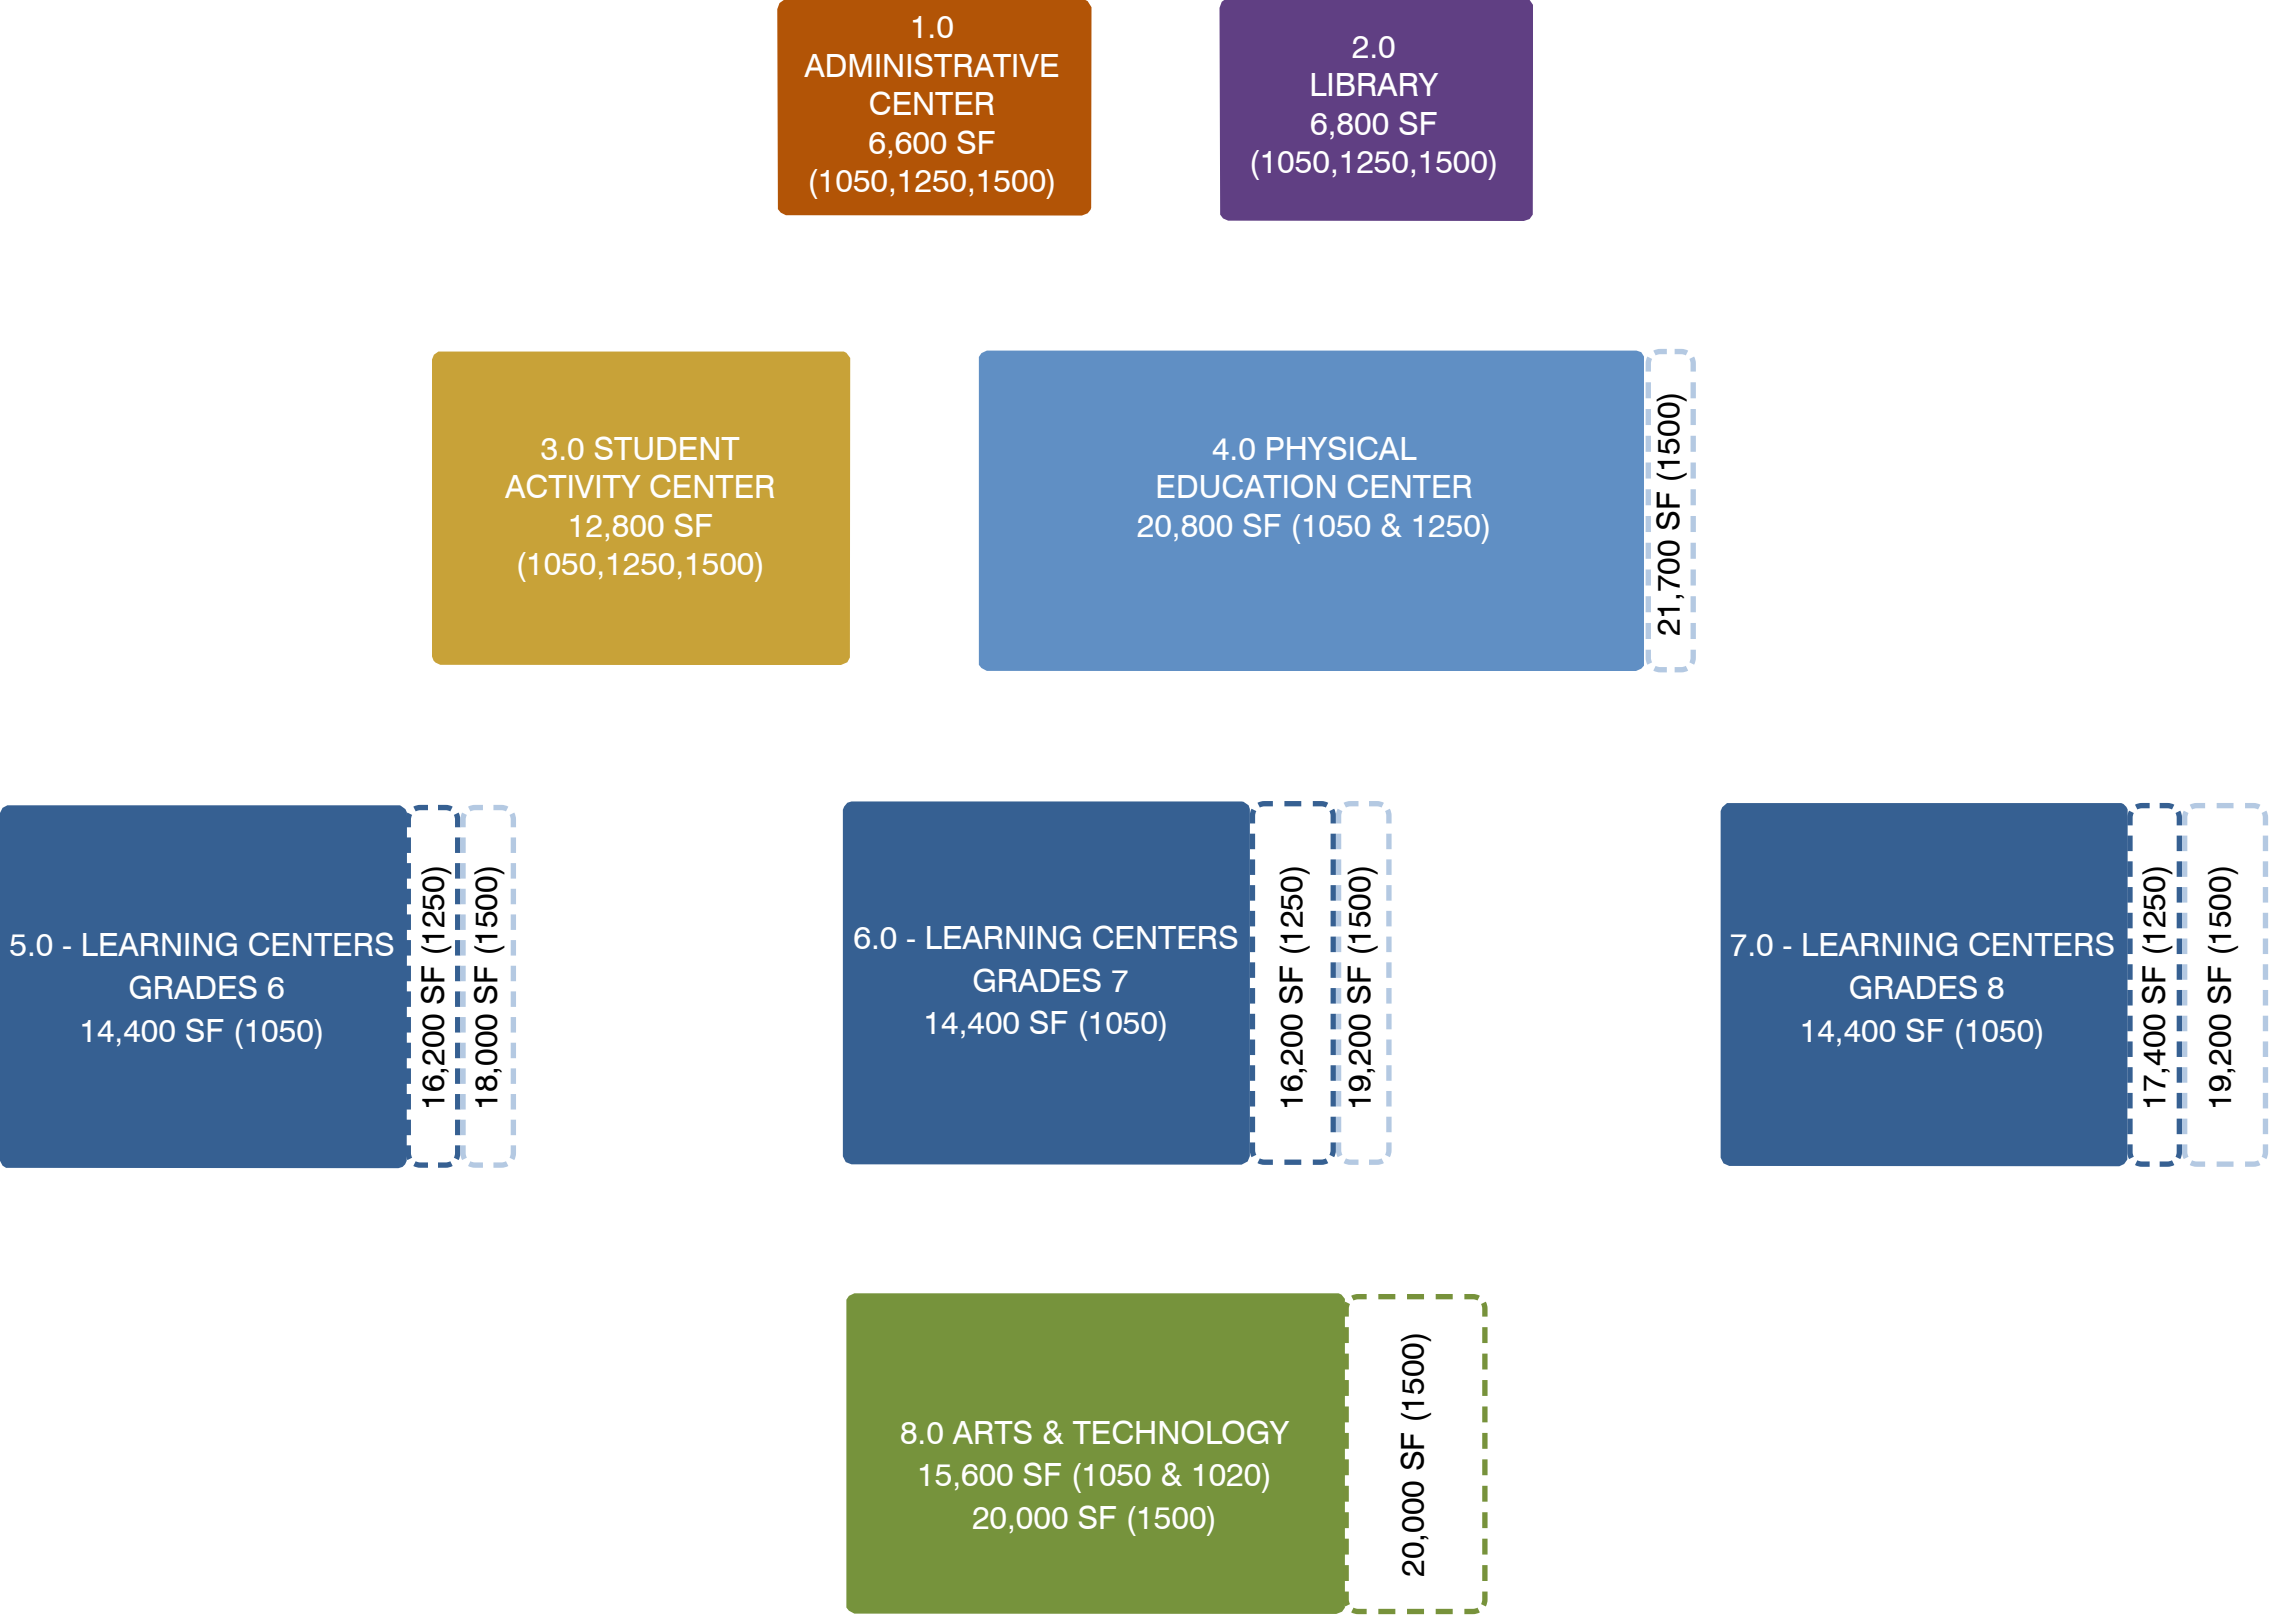 1.0
ADMINISTRATIVE
CENTER
6,600 SF
(1050,1250,1500)
2.0
LIBRARY
6,800 SF
(1050,1250,1500)
3.0 STUDENT
ACTIVITY CENTER
12,800 SF
(1050,1250,1500)
4.0 PHYSICAL
EDUCATION CENTER
20,800 SF (1050 & 1250)
21,700 SF (1500)
5.0 - LEARNING CENTERS
GRADES 6
14,400 SF (1050)
16,200 SF (1250)
18,000 SF (1500)
6.0 - LEARNING CENTERS
GRADES 7
14,400 SF (1050)
16,200 SF (1250)
19,200 SF (1500)
7.0 - LEARNING CENTERS
GRADES 8
14,400 SF (1050)
17,400 SF (1250)
19,200 SF (1500)
8.0 ARTS & TECHNOLOGY
15,600 SF (1050 & 1020)
20,000 SF (1500)
20,000 SF (1500)